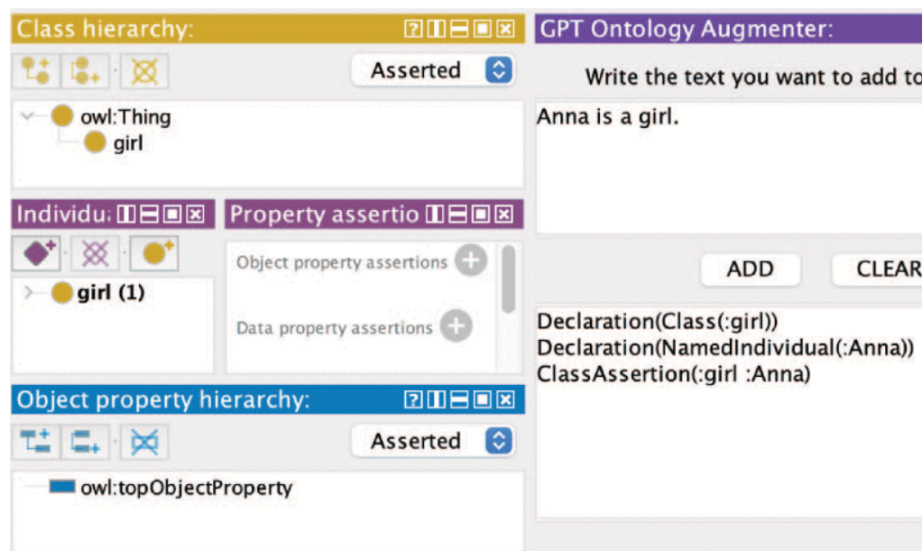 Class hierarchy:
Asserted
owl:Thing
girl
Individu
Property assertio
girl (1)
Object property assertions
Data property assertions
Object property hierarchy:
Asserted
owl:topObjectProperty
GPT Ontology Augmenter:
Write the text you want to add to
Anna is a girl.
ADD CLEAR
Declaration(Class(:girl))
Declaration(NamedIndividual(:Anna))
ClassAssertion(:girl :Anna)